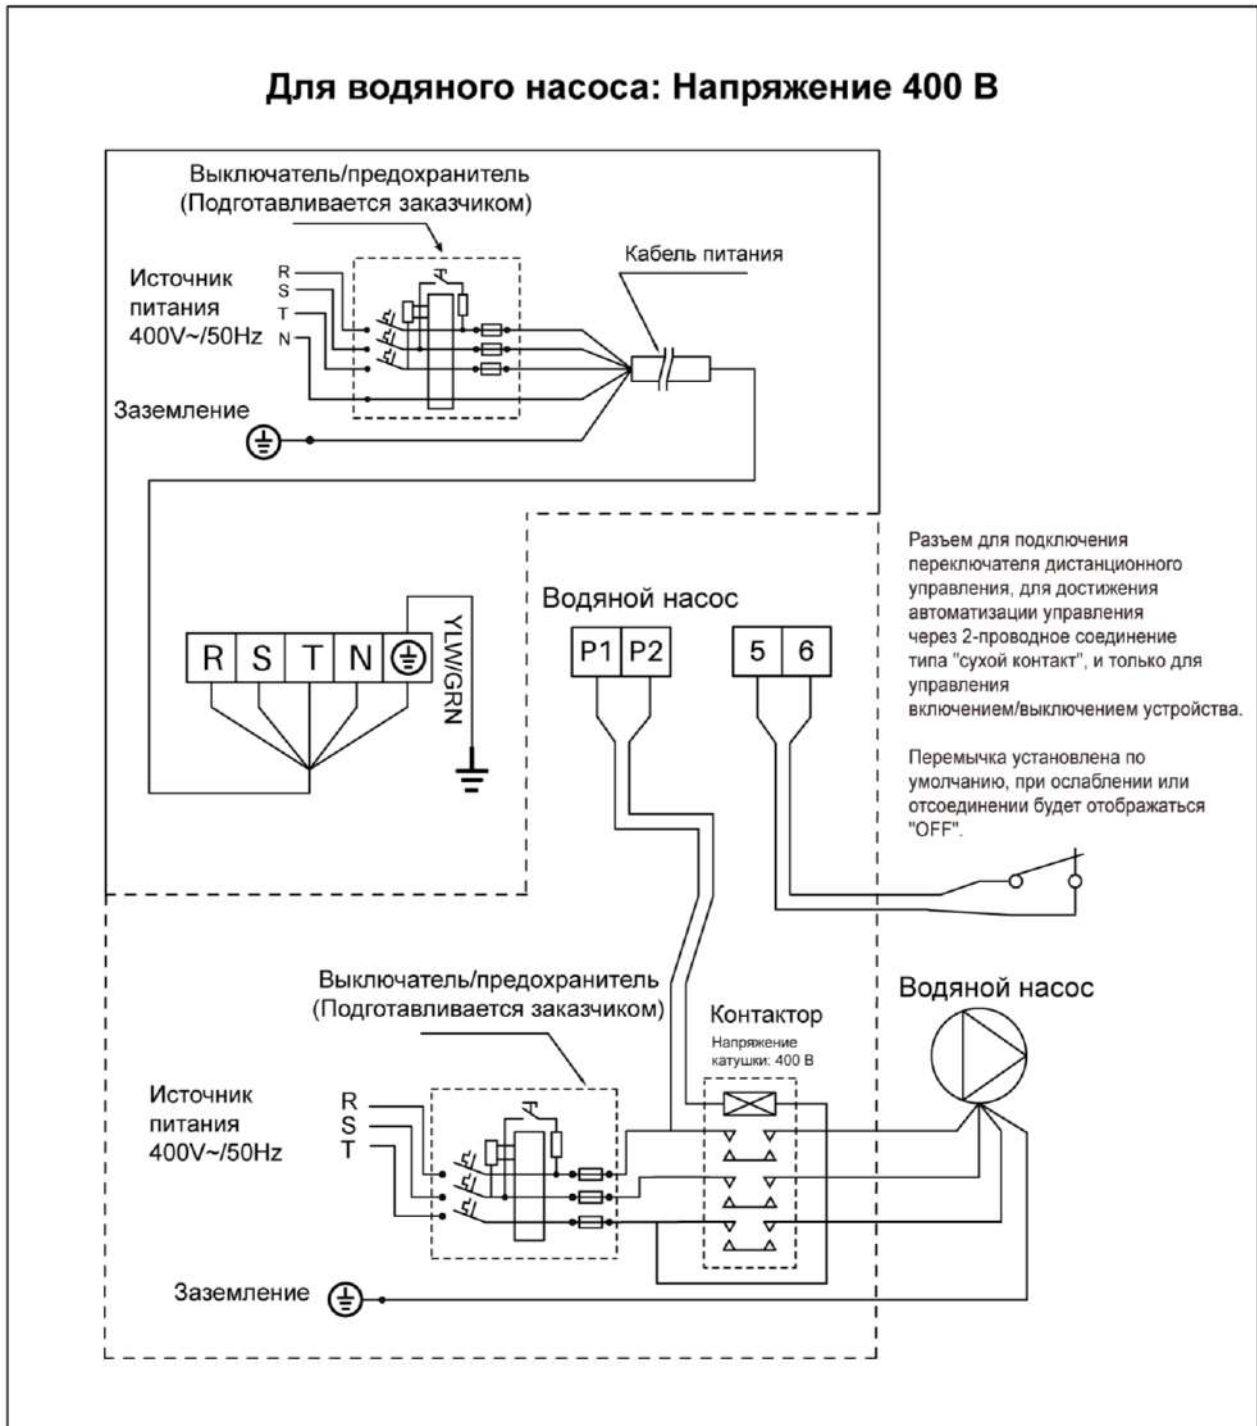 Для водяного насоса: Напряжение 400 В
Выключатель/предохранитель
(Подготавливается заказчиком)
Кабель питания
Источник
питания
400V~/50Hz
R
S
T
N
Заземление
Разъем для подключения
переключателя дистанционного
управления, для достижения
автоматизации управления
через 2-проводное соединение
типа "сухой контакт", и только для
управления
включением/выключением устройства.
Перемычка установлена по
умолчанию, при ослаблении или
отсоединении будет отображаться
"OFF".
Водяной насос
R S T N
YLW/GRN
P1 P2
5 6
Выключатель/предохранитель
(Подготавливается заказчиком)
Контактор
Напряжение
катушки: 400 В
Водяной насос
Источник
питания
400V~/50Hz
R
S
T
Заземление